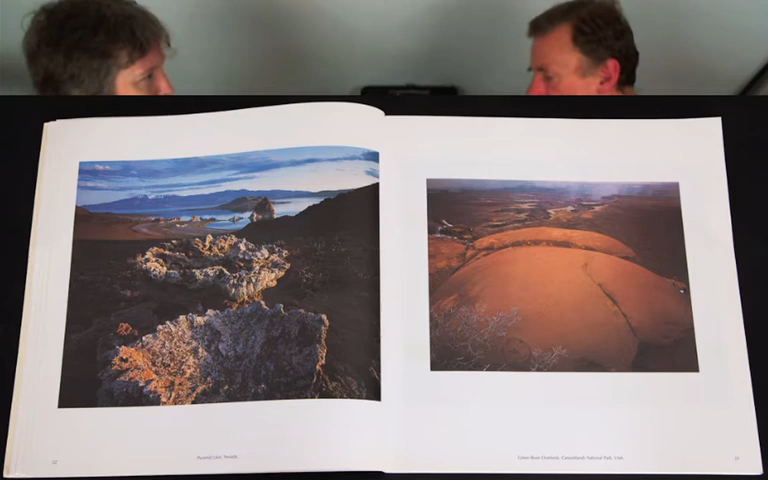 Pyramid Lake, Nevada
Green River Overlook, Canyonlands National Park, Utah